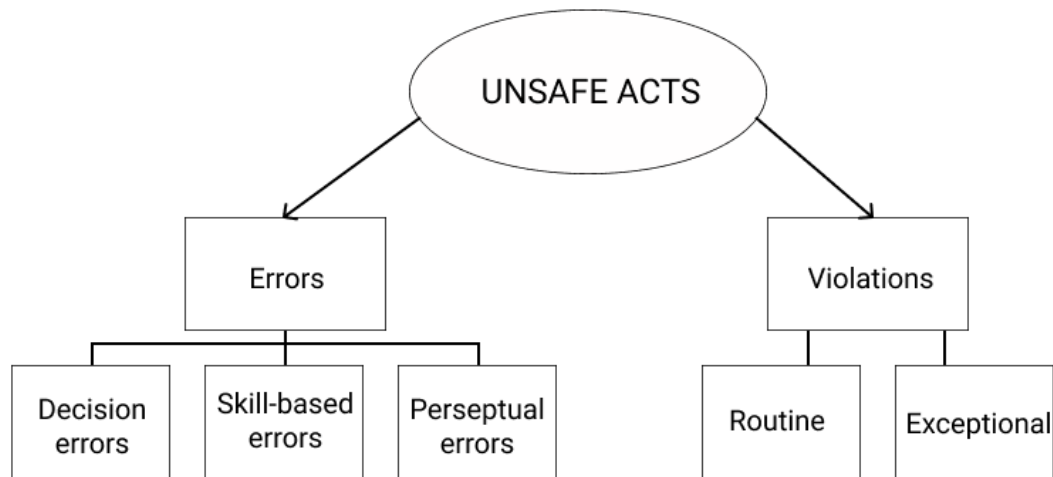 UNSAFE ACTS
Errors
Violations
Decision
errors
Skill-based
errors
Perseptual
errors
Routine
Exceptional